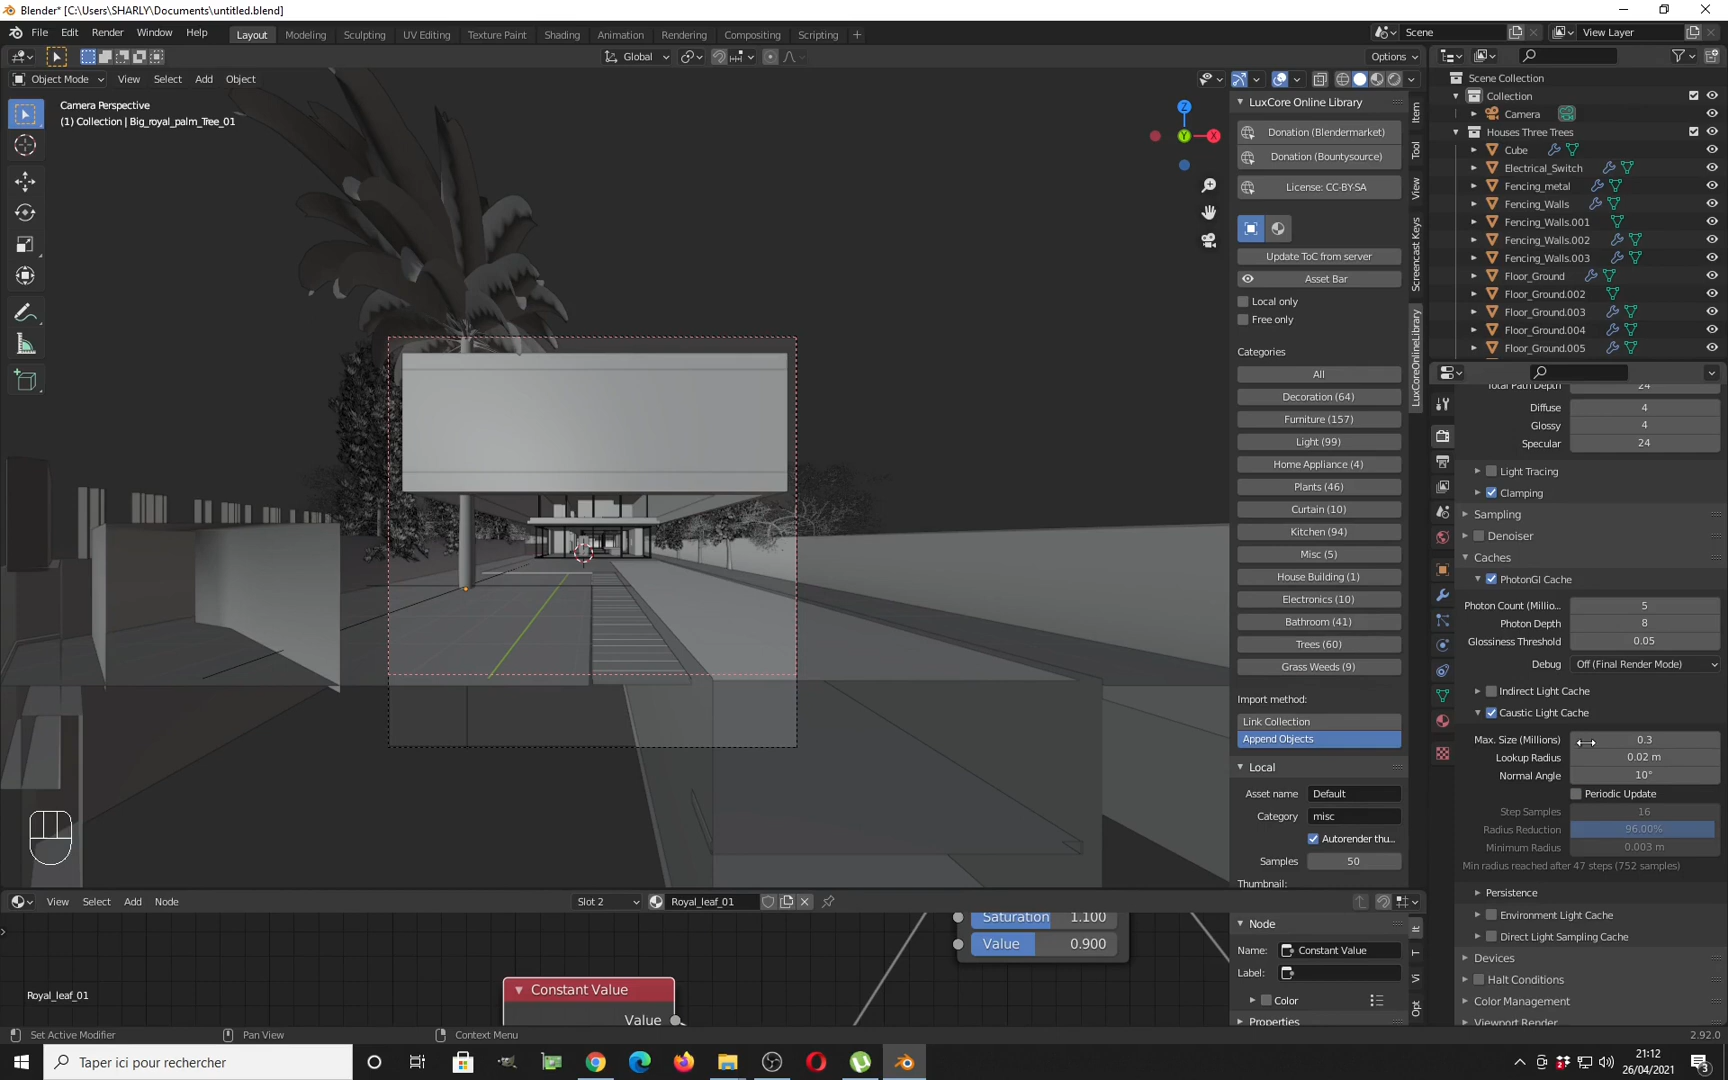 Blender* [C:\Users\SHARLY\Documents\untitled.blend]
File Edit Render Window Help
Layout Modeling Sculpting UV Editing Texture Paint Shading Animation Rendering Compositing Scripting +
Scene
View Layer
Global
Options
Object Mode View Select Add Object
Camera Perspective
(1) Collection | Big_royal_palm_Tree_01
Z
Y
X
LuxCore Online Library
Donation (Blendermarket)
Donation (Bountysource)
License: CC-BY-SA
Update ToC from server
Asset Bar
Local only
Free only
Categories
All
Decoration (64)
Furniture (157)
Light (99)
Home Appliance (4)
Plants (46)
Curtain (10)
Kitchen (94)
Misc (5)
House Building (1)
Electronics (10)
Bathroom (41)
Trees (60)
Grass Weeds (9)
Import method:
Link Collection
Append Objects
Local
Asset name Default
Category misc
Autorender thu...
Samples 50
Thumbnail:
Item
Tool
View
Screencast Keys
LuxCoreOnlineLibrary
Scene Collection
Collection
Camera
Houses Three Trees
Cube
Electrical_Switch
Fencing_metal
Fencing_Walls
Fencing_Walls.001
Fencing_Walls.002
Fencing_Walls.003
Floor_Ground
Floor_Ground.002
Floor_Ground.003
Floor_Ground.004
Floor_Ground.005
Total Path Depth 24
Diffuse 4
Glossy 4
Specular 24
Light Tracing
Clamping
Sampling
Denoiser
Caches
PhotonGI Cache
Photon Count (Millio... 5
Photon Depth 8
Glossiness Threshold 0.05
Debug Off (Final Render Mode)
Indirect Light Cache
Caustic Light Cache
Max. Size (Millions) 0.3
Lookup Radius 0.02 m
Normal Angle 10°
Periodic Update
Step Samples 16
Radius Reduction 96.00%
Minimum Radius 0.003 m
Min radius reached after 47 steps (752 samples)
Persistence
Environment Light Cache
Direct Light Sampling Cache
Devices
Halt Conditions
Color Management
Viewport Render
View Select Add Node
Slot 2
Royal_leaf_01
Saturation 1.100
Value 0.900
Constant Value
Value
Royal_leaf_01
Node
Name: Constant Value
Label:
Color
Properties
It
T
Vi
Opt
Set Active Modifier
Pan View
Context Menu
2.92.0
Taper ici pour rechercher
21:12
26/04/2021
3